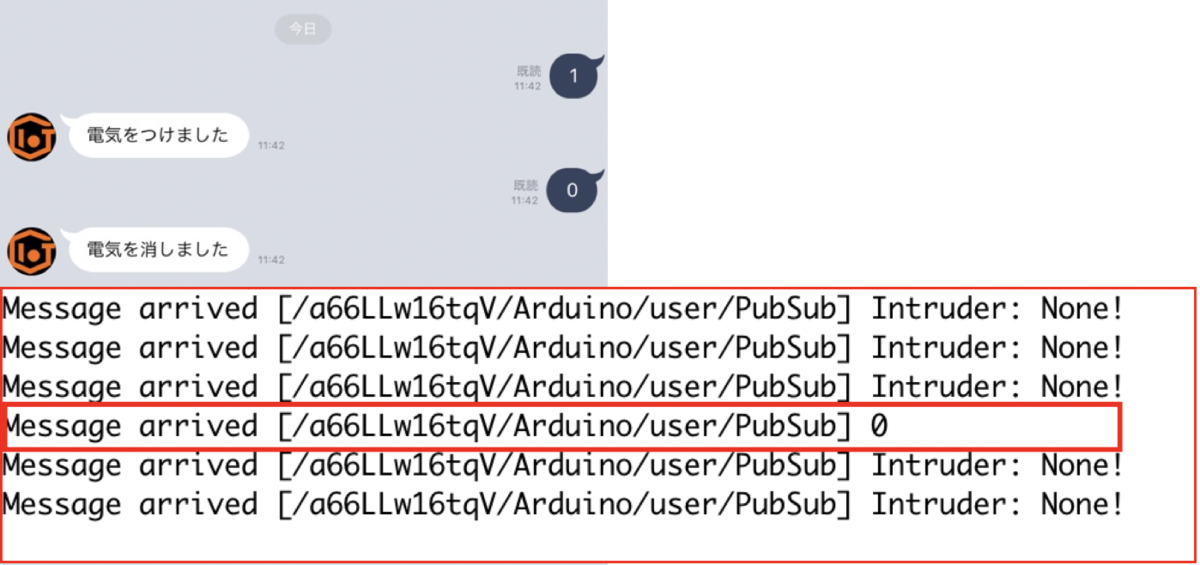 今日
既読
11:42
1
IoT
電気をつけました
11:42
既読
11:42
0
IoT
電気を消しました
11:42
Message arrived [/a66LLw16tqV/Arduino/user/PubSub] Intruder: None!
Message arrived [/a66LLw16tqV/Arduino/user/PubSub] Intruder: None!
Message arrived [/a66LLw16tqV/Arduino/user/PubSub] Intruder: None!
Message arrived [/a66LLw16tqV/Arduino/user/PubSub] 0
Message arrived [/a66LLw16tqV/Arduino/user/PubSub] Intruder: None!
Message arrived [/a66LLw16tqV/Arduino/user/PubSub] Intruder: None!